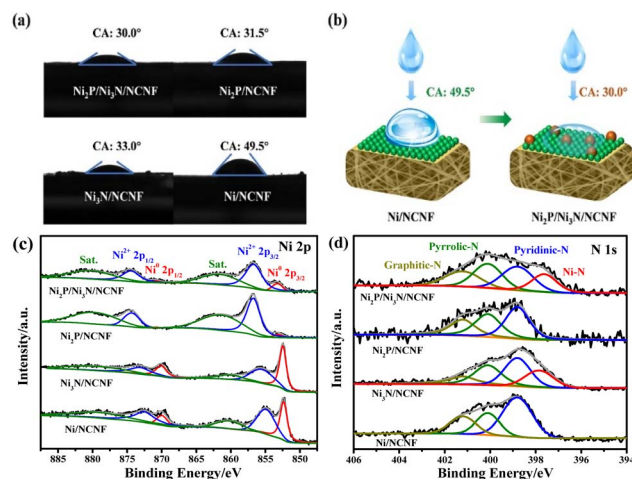 (a)
CA: 30.0°
CA: 31.5°
Ni₂P/Ni₃N/NCNF
Ni₂P/NCNF
CA: 33.0°
CA: 49.5°
Ni₃N/NCNF
Ni/NCNF
(b)
CA: 49.5°
CA: 30.0°
Ni/NCNF
Ni₂P/Ni₃N/NCNF
(c)
Ni 2p
Sat.
Ni²⁺ 2p₁/₂
Ni⁰ 2p₁/₂
Sat.
Ni²⁺ 2p₃/₂
Ni⁰ 2p₃/₂
Ni₂P/Ni₃N/NCNF
Ni₂P/NCNF
Ni₃N/NCNF
Ni/NCNF
Intensity/a.u.
885 880 875 870 865 860 855 850
Binding Energy/eV
(d)
N 1s
Pyrrolic-N
Pyridinic-N
Graphitic-N
Ni-N
Ni₂P/Ni₃N/NCNF
Ni₂P/NCNF
Ni₃N/NCNF
Ni/NCNF
Intensity/a.u.
406 404 402 400 398 396 394
Binding Energy/eV